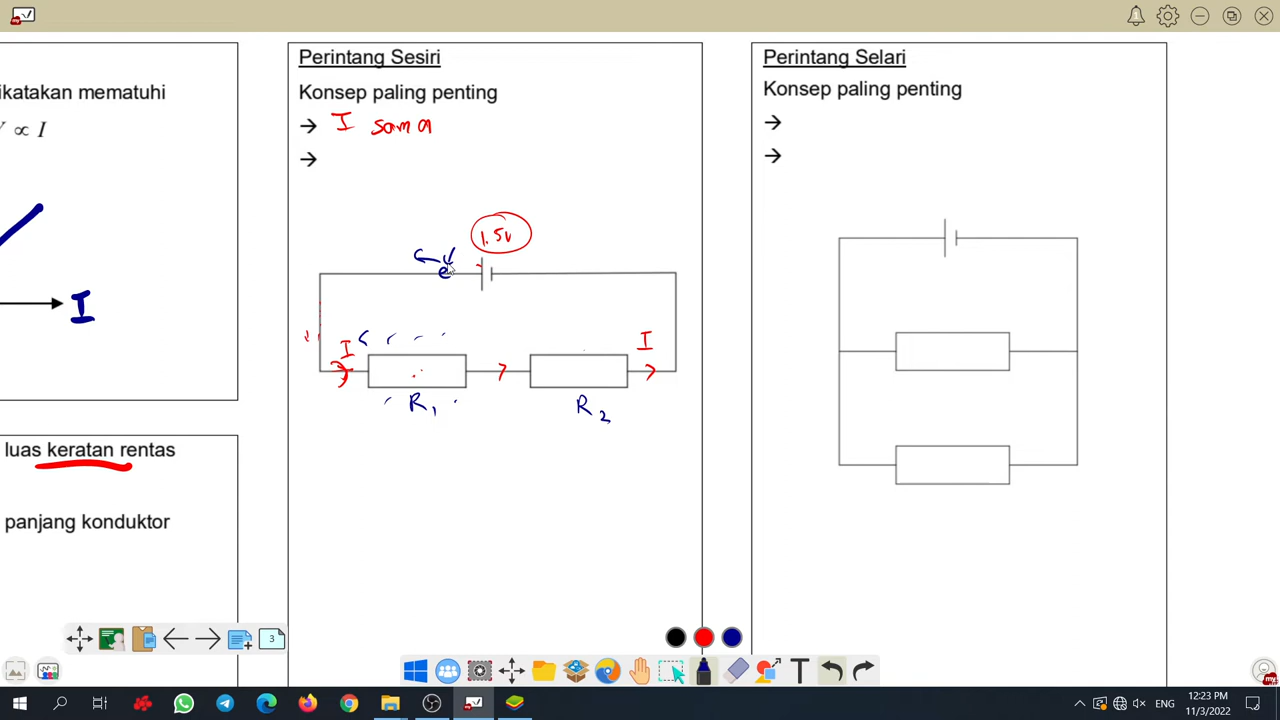 ikatakan mematuhi
V ∝ I
I
luas keratan rentas
panjang konduktor
Perintang Sesiri
Konsep paling penting
→ I sama
→
1.5V
e
I
I
R1
R2
Perintang Selari
Konsep paling penting
→
→
3
T
ENG
12:23 PM
11/3/2022